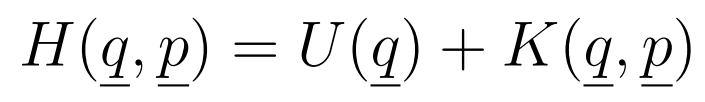 H(q, p) = U(q) + K(q, p)